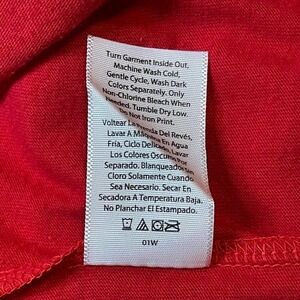 Turn Garment Inside Out,
Machine Wash Cold,
Gentle Cycle, Wash Dark
Colors Separately. Only
Non-Chlorine Bleach When
Needed. Tumble Dry Low.
Do Not Iron Print.
Voltear La Prenda Del Revés,
Lavar A Máquina En Agua
Fría, Ciclo Delicado, Lavar
Los Colores Oscuros Por
Separado. Blanqueador Sin
Cloro Solamente Cuando
Sea Necesario. Secar En
Secadora A Temperatura Baja.
No Planchar El Estampado.
01W